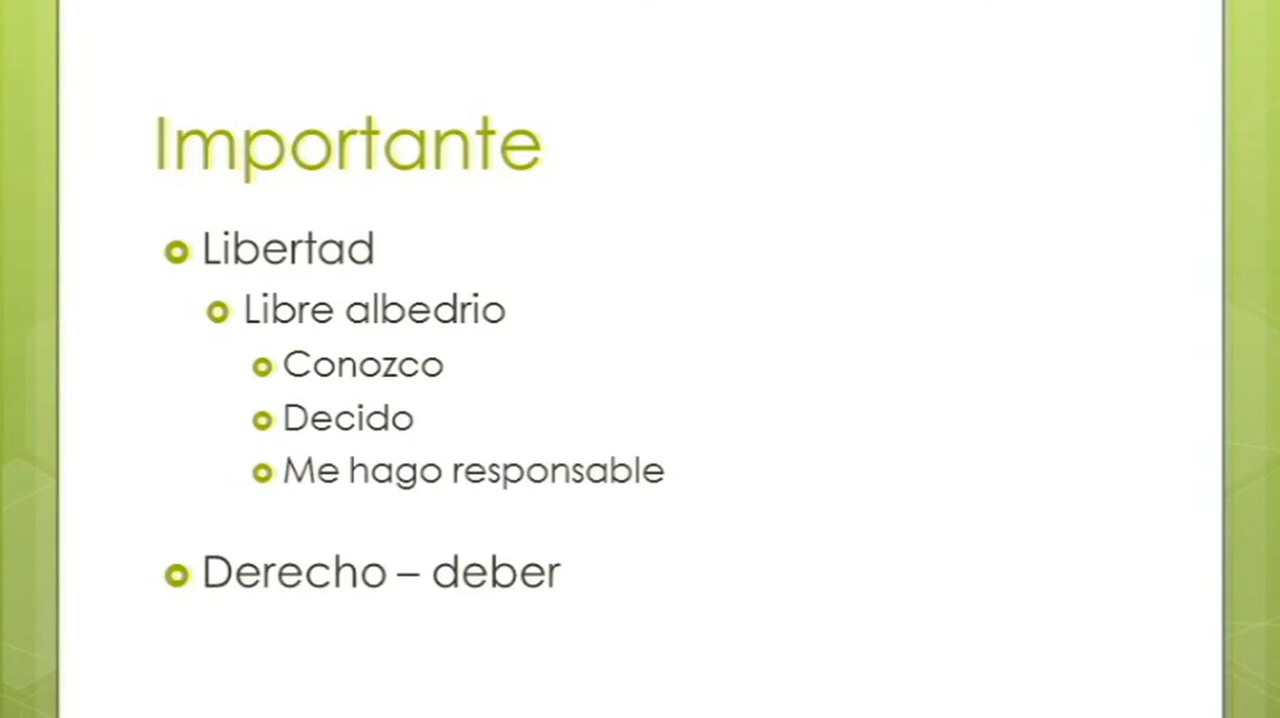 Importante
Libertad
Libre albedrio
Conozco
Decido
Me hago responsable
Derecho – deber